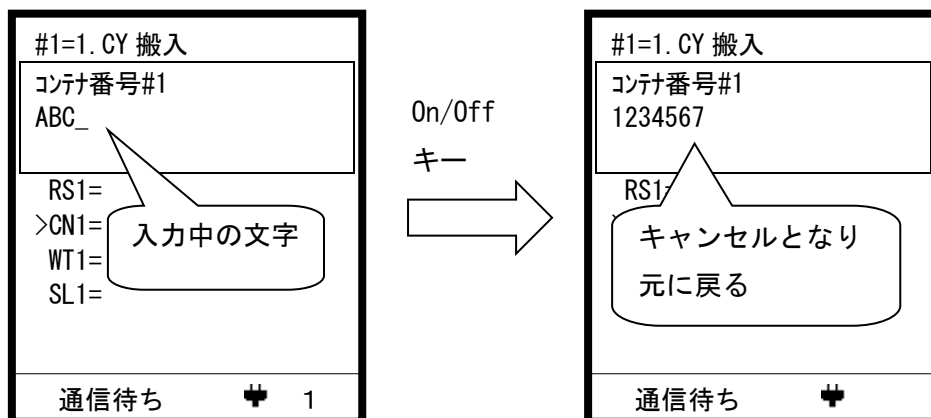 #1=1. CY 搬入
ｺﾝﾃﾅ番号#1
ABC_
RS1=
>CN1=
WT1=
SL1=
入力中の文字
通信待ち 1
On/Off
キー
#1=1. CY 搬入
ｺﾝﾃﾅ番号#1
1234567
RS1=
キャンセルとなり
元に戻る
通信待ち